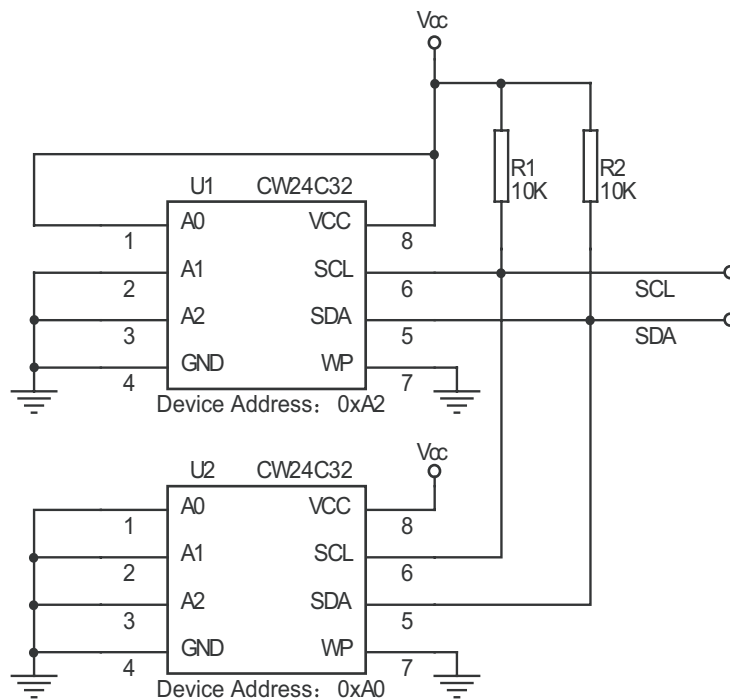 Vcc
R1
10K
R2
10K
U1 CW24C32
A0 VCC
1 8
A1 SCL
2 6
SCL
A2 SDA
3 5
SDA
GND WP
4 7
Device Address：0xA2
Vcc
U2 CW24C32
A0 VCC
1 8
A1 SCL
2 6
A2 SDA
3 5
GND WP
4 7
Device Address：0xA0